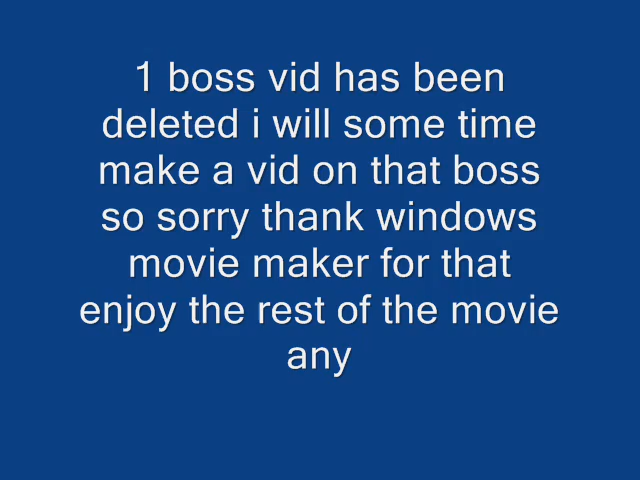 1 boss vid has been
deleted i will some time
make a vid on that boss
so sorry thank windows
movie maker for that
enjoy the rest of the movie
any